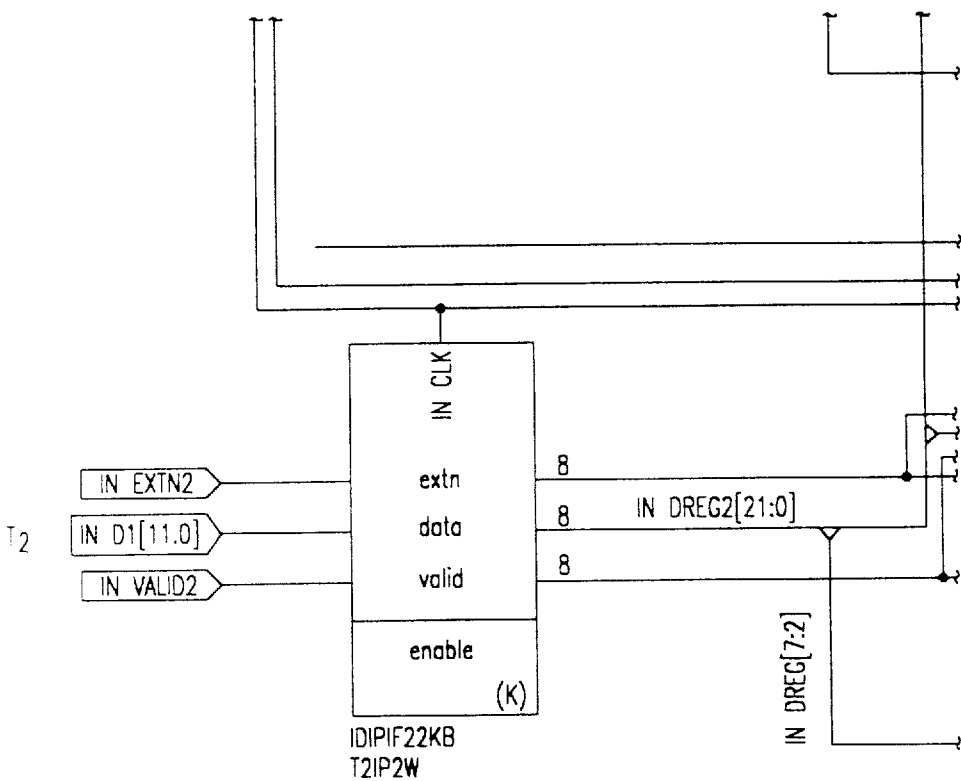 IN CLK
8
IN EXTN2
extn
IN DREG2[21:0]
8
T2
IN D1[11.0]
data
8
IN VALID2
valid
enable
IN DREG[7:2]
(K)
IDIPIF22KB
T2IP2W